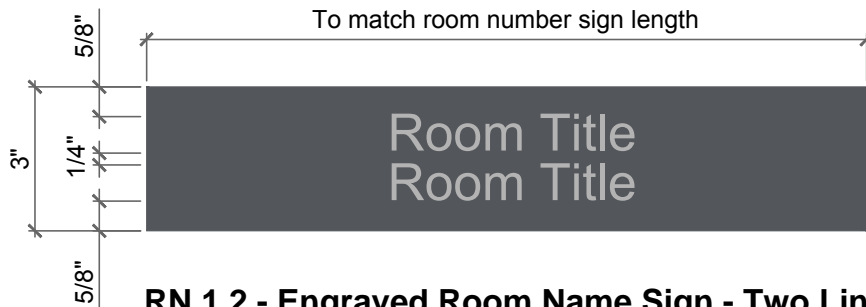 To match room number sign length
5/8"
3"
1/4"
5/8"
Room Title
Room Title
RN 1.2 - Engraved Room Name Sign - Two Lin